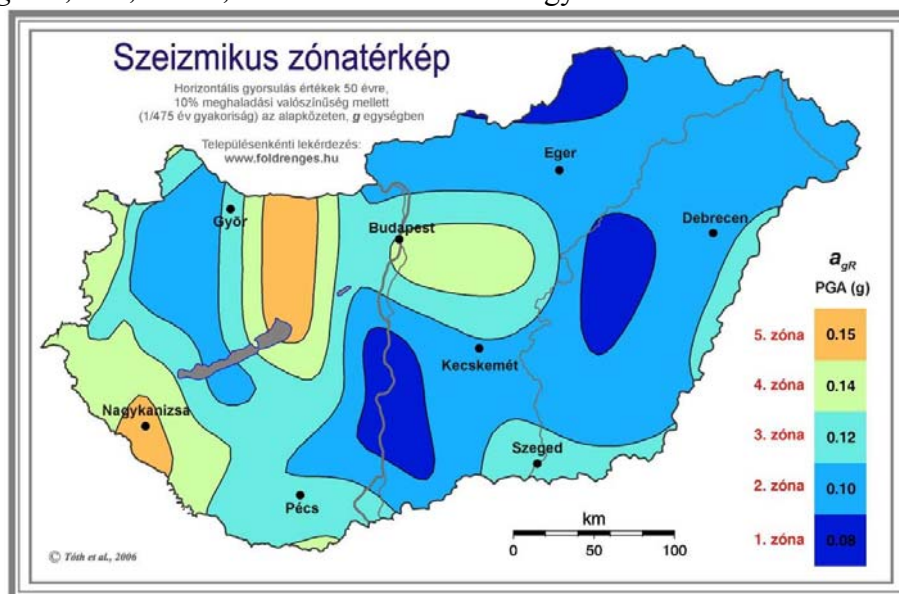 Szeizmikus zónatérkép
Horizontális gyorsulás értékek 50 évre,
10% meghaladási valószínűség mellett
(1/475 év gyakoriság) az alapkőzeten, g egységben
Településenkénti lekérdezés:
www.foldrenges.hu
Eger
Győr
Budapest
Debrecen
a_gR
PGA (g)
5. zóna 0.15
Kecskemét
4. zóna 0.14
Nagykanizsa
3. zóna 0.12
Szeged
2. zóna 0.10
Pécs
km
1. zóna 0.08
0 50 100
© Tóth et al., 2006